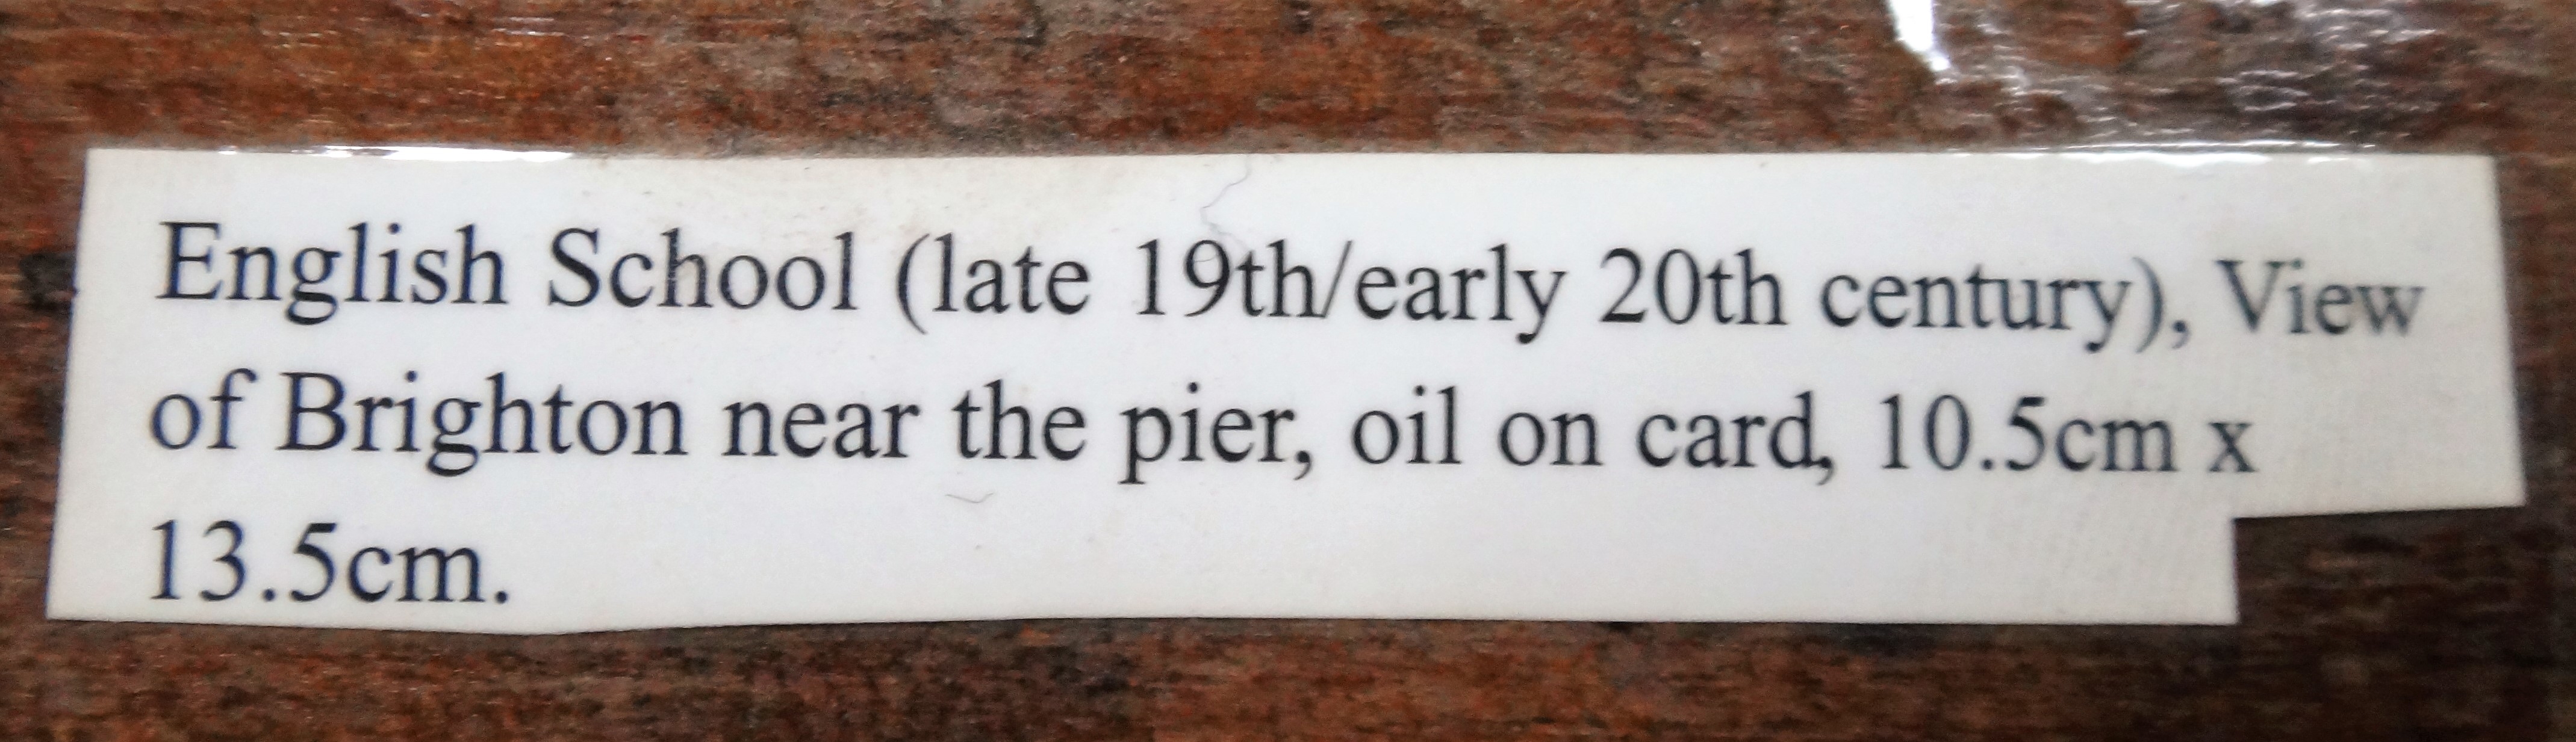 English School (late 19th/early 20th century), View
of Brighton near the pier, oil on card, 10.5cm x
13.5cm.